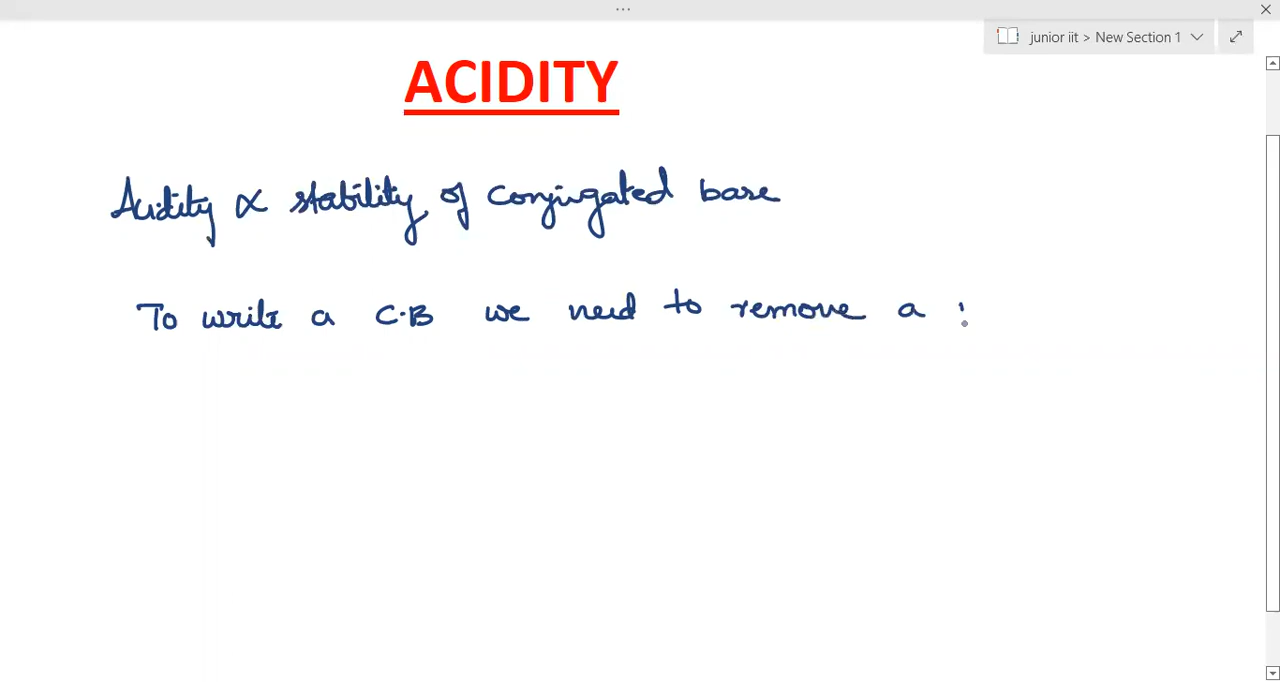 junior iit > New Section 1
ACIDITY
Acidity ∝ stability of conjugated base
To write a C.B we need to remove a